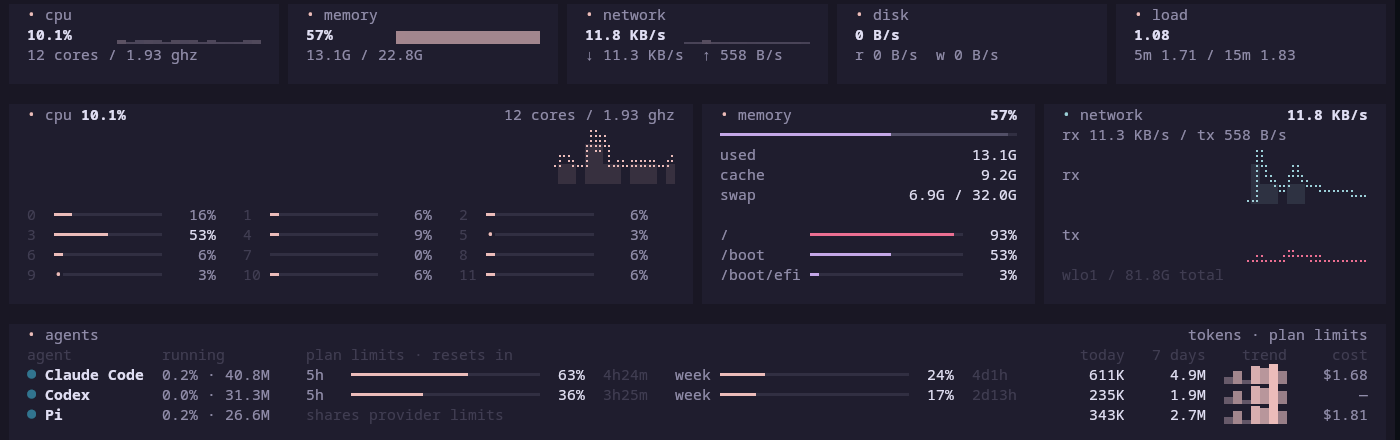 • cpu
10.1%
12 cores / 1.93 ghz
• memory
57%
13.1G / 22.8G
• network
11.8 KB/s
↓ 11.3 KB/s ↑ 558 B/s
• disk
0 B/s
r 0 B/s w 0 B/s
• load
1.08
5m 1.71 / 15m 1.83
• cpu 10.1% 12 cores / 1.93 ghz
0 16% 1 6% 2 6%
3 53% 4 9% 5 3%
6 6% 7 0% 8 6%
9 3% 10 6% 11 6%
• memory 57%
used 13.1G
cache 9.2G
swap 6.9G / 32.0G
/ 93%
/boot 53%
/boot/efi 3%
• network 11.8 KB/s
rx 11.3 KB/s / tx 558 B/s
rx
tx
wlo1 / 81.8G total
• agents tokens · plan limits
agent running plan limits · resets in today 7 days trend cost
Claude Code 0.2% · 40.8M 5h 63% 4h24m week 24% 4d1h 611K 4.9M $1.68
Codex 0.0% · 31.3M 5h 36% 3h25m week 17% 2d13h 235K 1.9M –
Pi 0.2% · 26.6M shares provider limits 343K 2.7M $1.81